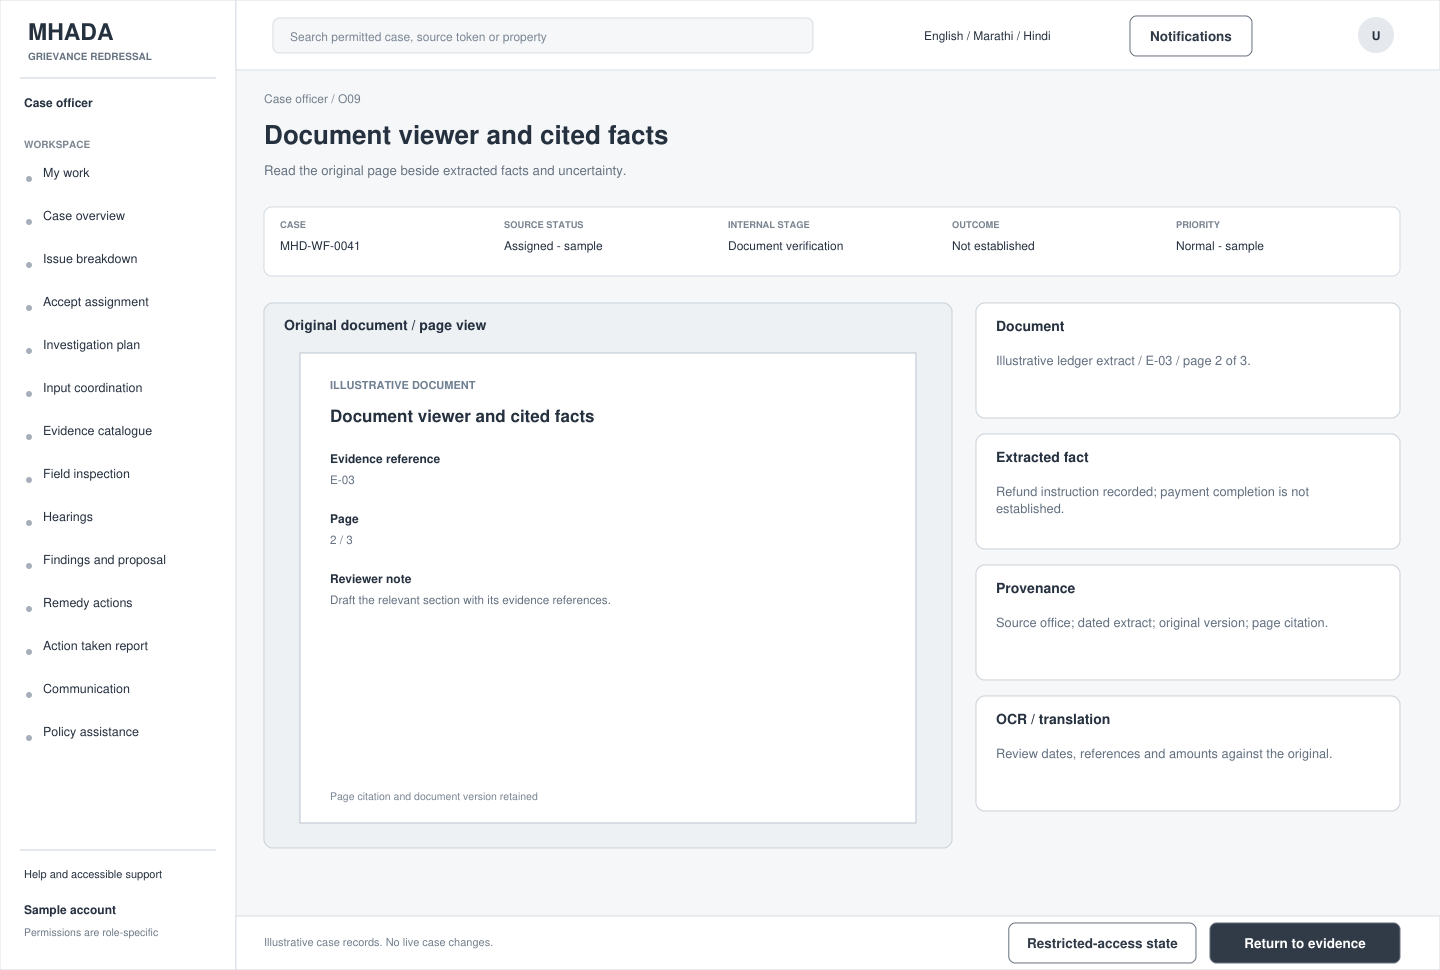 MHADA
GRIEVANCE REDRESSAL
Case officer
WORKSPACE
My work
Case overview
Issue breakdown
Accept assignment
Investigation plan
Input coordination
Evidence catalogue
Field inspection
Hearings
Findings and proposal
Remedy actions
Action taken report
Communication
Policy assistance
Help and accessible support
Sample account
Permissions are role-specific
Search permitted case, source token or property
English / Marathi / Hindi
Notifications
U
Case officer / O09
Document viewer and cited facts
Read the original page beside extracted facts and uncertainty.
CASE
MHD-WF-0041
SOURCE STATUS
Assigned - sample
INTERNAL STAGE
Document verification
OUTCOME
Not established
PRIORITY
Normal - sample
Original document / page view
ILLUSTRATIVE DOCUMENT
Document viewer and cited facts
Evidence reference
E-03
Page
2 / 3
Reviewer note
Draft the relevant section with its evidence references.
Page citation and document version retained
Document
Illustrative ledger extract / E-03 / page 2 of 3.
Extracted fact
Refund instruction recorded; payment completion is not
established.
Provenance
Source office; dated extract; original version; page citation.
OCR / translation
Review dates, references and amounts against the original.
Illustrative case records. No live case changes.
Restricted-access state
Return to evidence